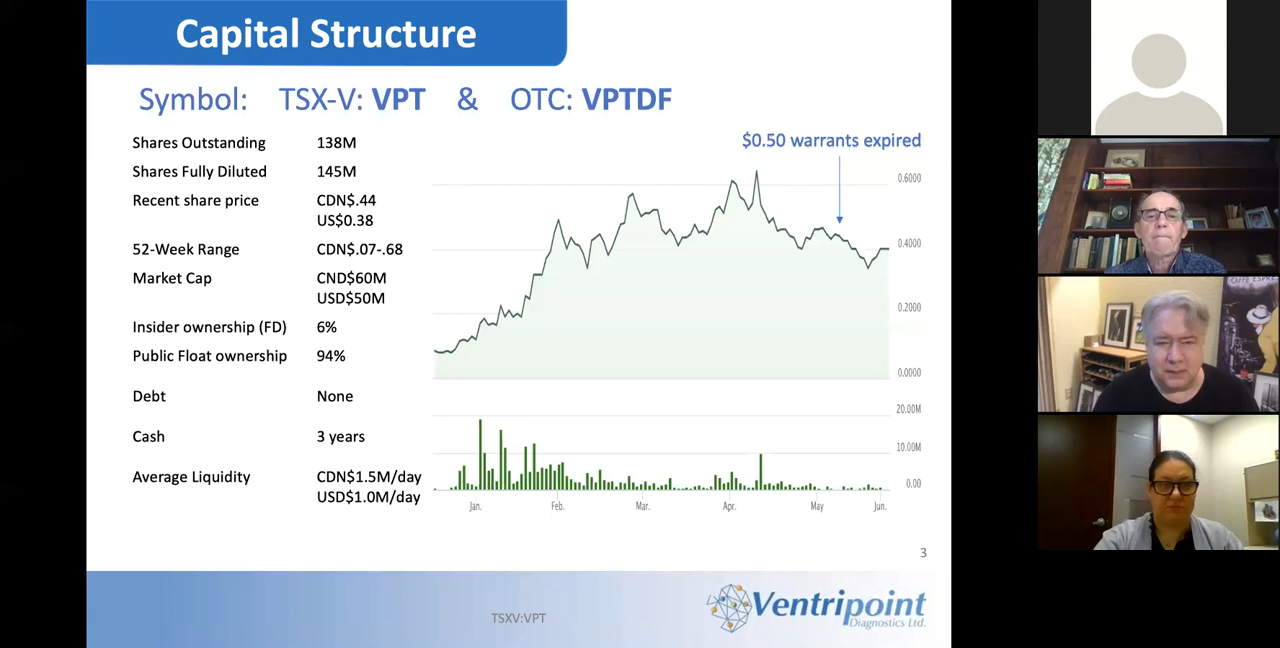 Capital Structure
Symbol: TSX-V: VPT & OTC: VPTDF
Shares Outstanding 138M
Shares Fully Diluted 145M
Recent share price CDN$.44
US$0.38
52-Week Range CDN$.07-.68
Market Cap CND$60M
USD$50M
Insider ownership (FD) 6%
Public Float ownership 94%
Debt None
Cash 3 years
Average Liquidity CDN$1.5M/day
USD$1.0M/day
$0.50 warrants expired
0.6000
0.4000
0.2000
0.0000
20.00M
10.00M
0.00
Jan. Feb. Mar. Apr. May Jun.
3
TSXV:VPT
Ventripoint
Diagnostics Ltd.